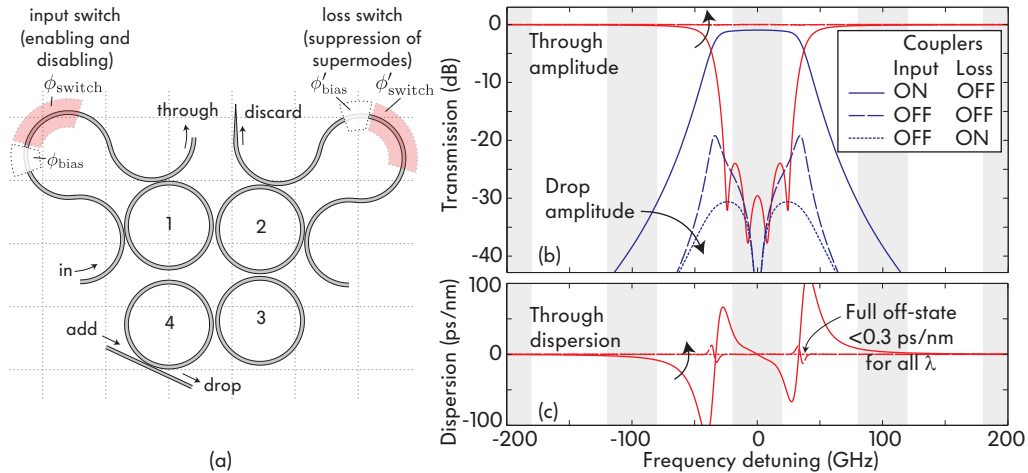 input switch
(enabling and
disabling)
ϕswitch
ϕbias
through
discard
loss switch
(suppression of
supermodes)
ϕ′bias
ϕ′switch
1
2
in
4
3
add
drop
(a)
Transmission (dB)
0
-10
-20
-30
-40
Through
amplitude
Drop
amplitude
Couplers
Input Loss
ON OFF
OFF OFF
OFF ON
(b)
Dispersion (ps/nm)
100
0
-100
Through
dispersion
Full off-state
<0.3 ps/nm
for all λ
(c)
-200 -100 0 100 200
Frequency detuning (GHz)